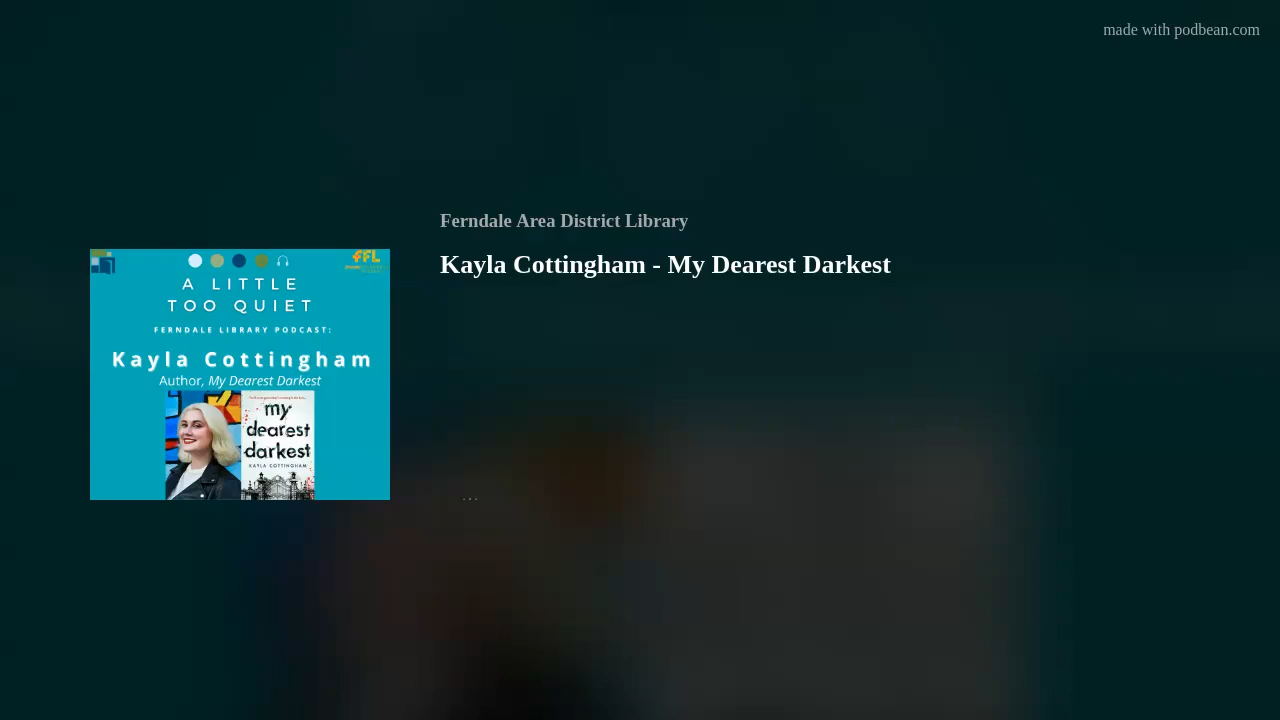 made with podbean.com
Ferndale Area District Library
Kayla Cottingham - My Dearest Darkest
FFL
A LITTLE
TOO QUIET
FERNDALE LIBRARY PODCAST:
Kayla Cottingham
Author, My Dearest Darkest
my
dearest
darkest
KAYLA COTTINGHAM